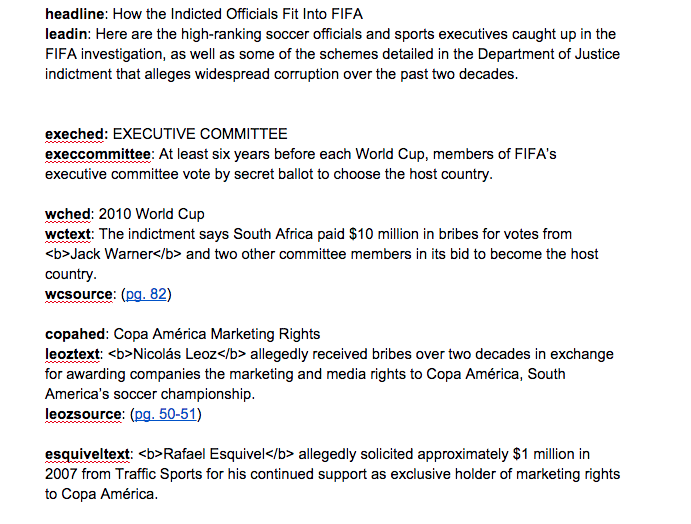 headline: How the Indicted Officials Fit Into FIFA
leadin: Here are the high-ranking soccer officials and sports executives caught up in the
FIFA investigation, as well as some of the schemes detailed in the Department of Justice
indictment that alleges widespread corruption over the past two decades.
exeched: EXECUTIVE COMMITTEE
execcommittee: At least six years before each World Cup, members of FIFA's
executive committee vote by secret ballot to choose the host country.
wched: 2010 World Cup
wctext: The indictment says South Africa paid $10 million in bribes for votes from
<b>Jack Warner</b> and two other committee members in its bid to become the host
country.
wcsource: (pg. 82)
copahed: Copa América Marketing Rights
leoztext: <b>Nicolás Leoz</b> allegedly received bribes over two decades in exchange
for awarding companies the marketing and media rights to Copa América, South
America's soccer championship.
leozsource: (pg. 50-51)
esquiveltext: <b>Rafael Esquivel</b> allegedly solicited approximately $1 million in
2007 from Traffic Sports for his continued support as exclusive holder of marketing rights
to Copa América.